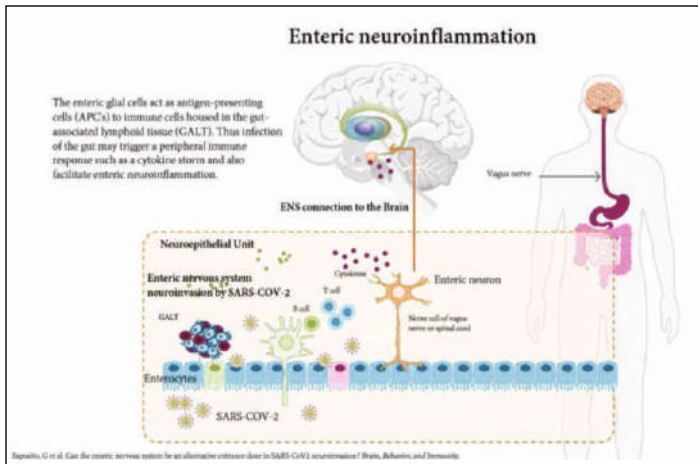 Enteric neuroinflammation
The enteric glial cells act as antigen-presenting
cells (APC's) to immune cells housed in the gut-
associated lymphoid tissue (GALT). Thus infection
of the gut may trigger a peripheral immune
response such as a cytokine storm and also
facilitate enteric neuroinflammation.
Vagus nerve
ENS connection to the Brain
Neuroepithelial Unit
Cytokines
Enteric neuron
Enteric nervous system
neuroinvasion by SARS-COV-2
T cell
B cell
GALT
Nerve cell of vagus
nerve or spinal cord
Enterocytes
SARS-COV-2
Esposito, G et al. Can the enteric nervous system be an alternative entrance door in SARS-CoV2 neuroinvasion? Brain, Behavior, and Immunity.